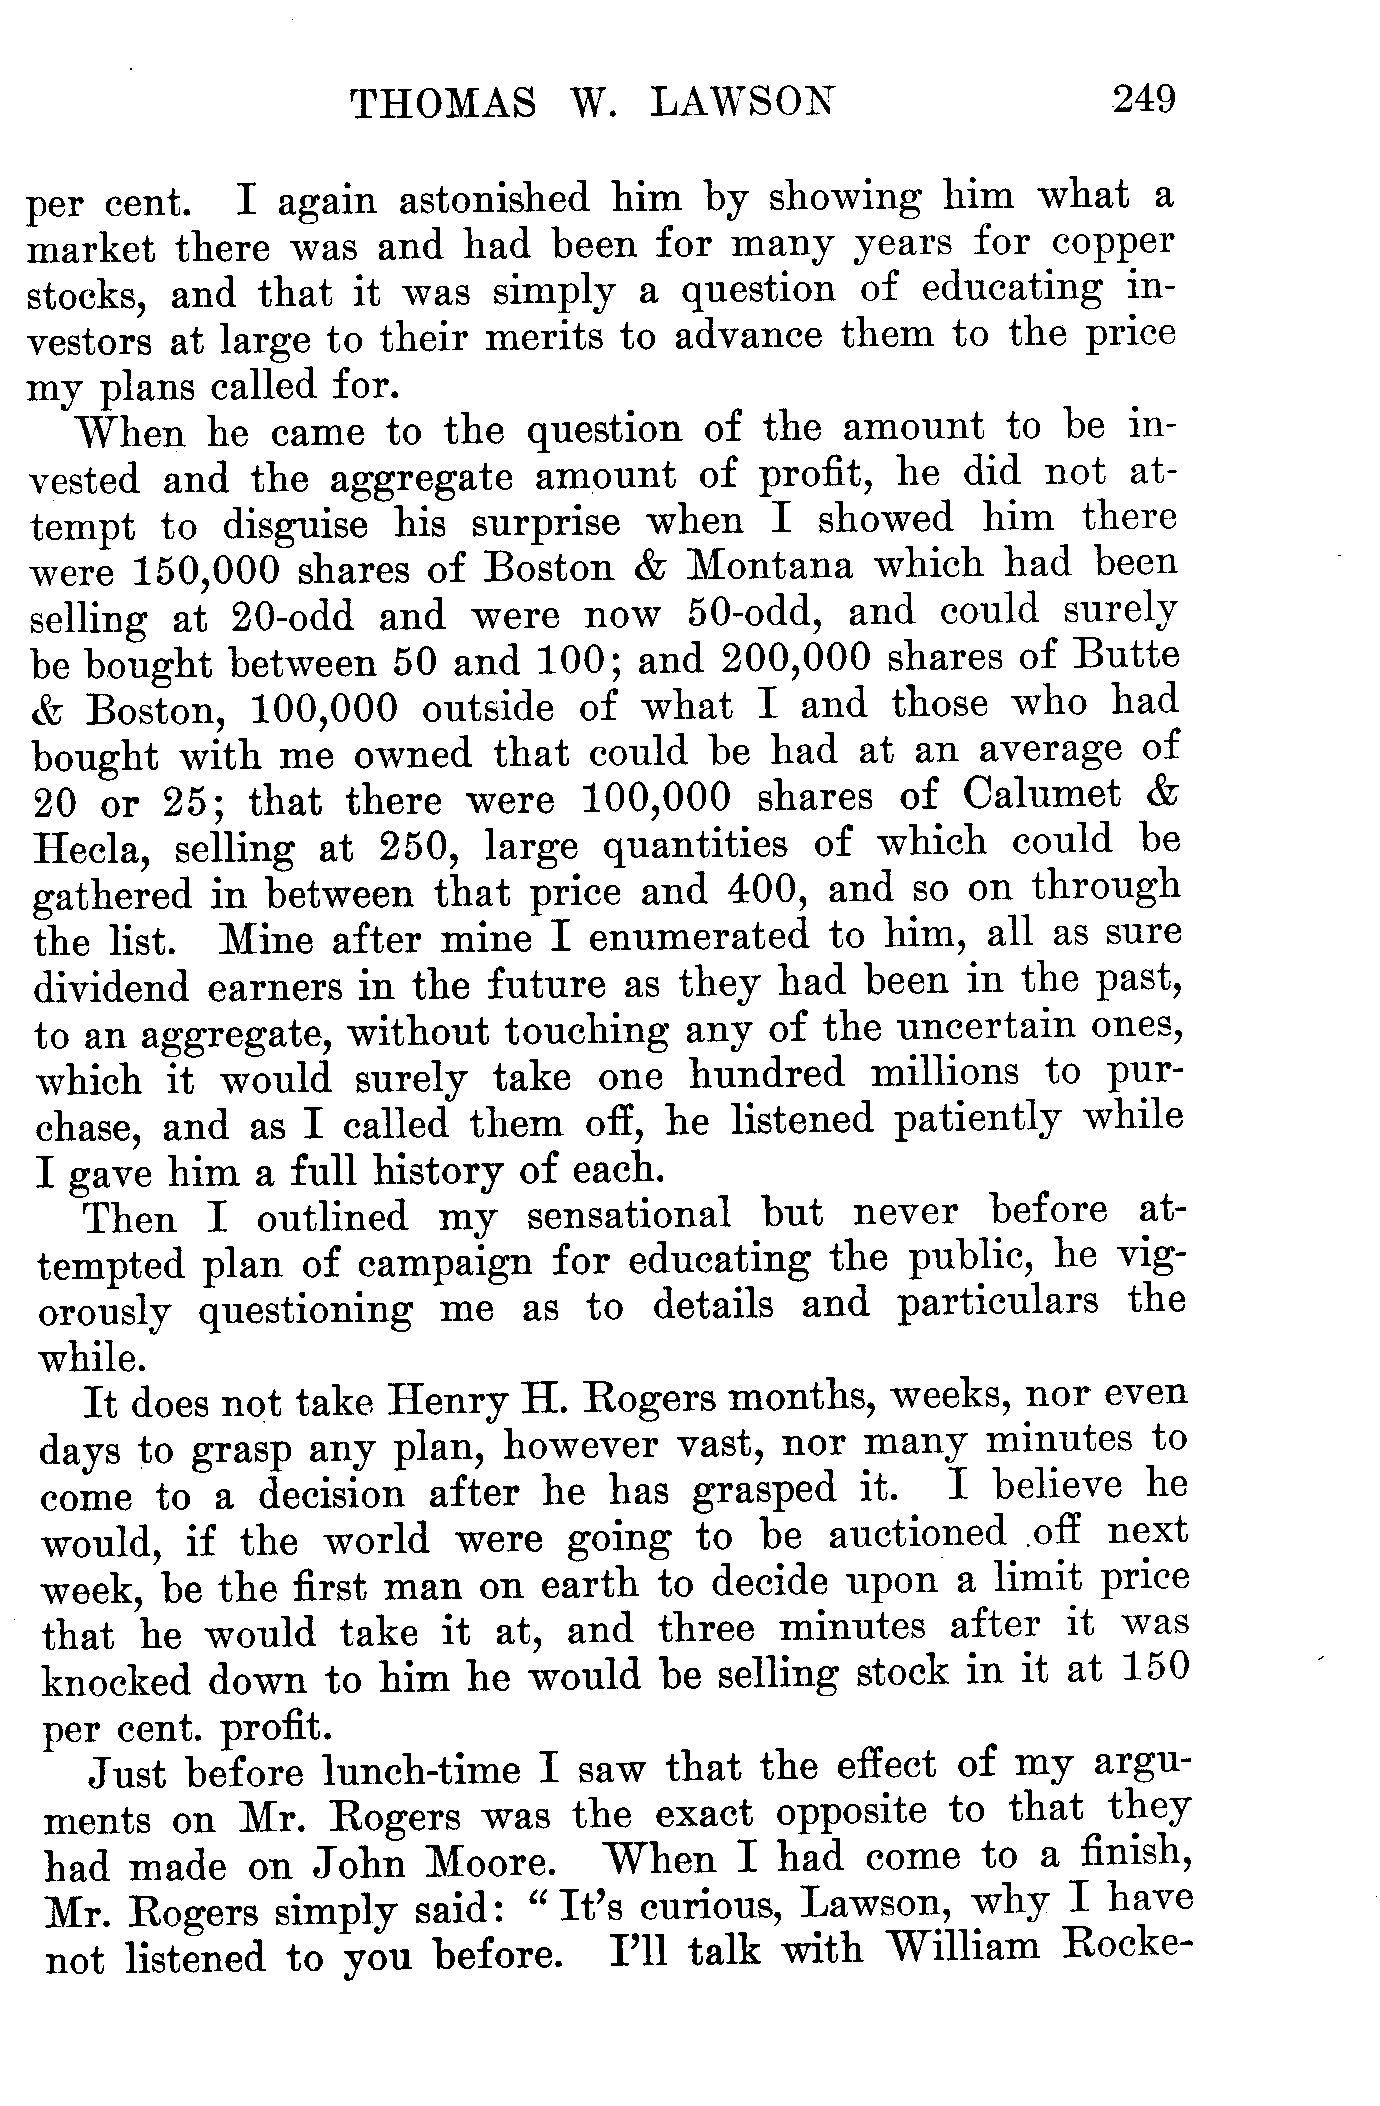 THOMAS W. LAWSON 249
per cent. I again astonished him by showing him what a
market there was and had been for many years for copper
stocks, and that it was simply a question of educating in-
vestors at large to their merits to advance them to the price
my plans called for.
When he came to the question of the amount to be in-
vested and the aggregate amount of profit, he did not at-
tempt to disguise his surprise when I showed him there
were 150,000 shares of Boston & Montana which had been
selling at 20-odd and were now 50-odd, and could surely
be bought between 50 and 100; and 200,000 shares of Butte
& Boston, 100,000 outside of what I and those who had
bought with me owned that could be had at an average of
20 or 25; that there were 100,000 shares of Calumet &
Hecla, selling at 250, large quantities of which could be
gathered in between that price and 400, and so on through
the list. Mine after mine I enumerated to him, all as sure
dividend earners in the future as they had been in the past,
to an aggregate, without touching any of the uncertain ones,
which it would surely take one hundred millions to pur-
chase, and as I called them off, he listened patiently while
I gave him a full history of each.
Then I outlined my sensational but never before at-
tempted plan of campaign for educating the public, he vig-
orously questioning me as to details and particulars the
while.
It does not take Henry H. Rogers months, weeks, nor even
days to grasp any plan, however vast, nor many minutes to
come to a decision after he has grasped it. I believe he
would, if the world were going to be auctioned off next
week, be the first man on earth to decide upon a limit price
that he would take it at, and three minutes after it was
knocked down to him he would be selling stock in it at 150
per cent. profit.
Just before lunch-time I saw that the effect of my argu-
ments on Mr. Rogers was the exact opposite to that they
had made on John Moore. When I had come to a finish,
Mr. Rogers simply said: "It's curious, Lawson, why I have
not listened to you before. I'll talk with William Rocke-